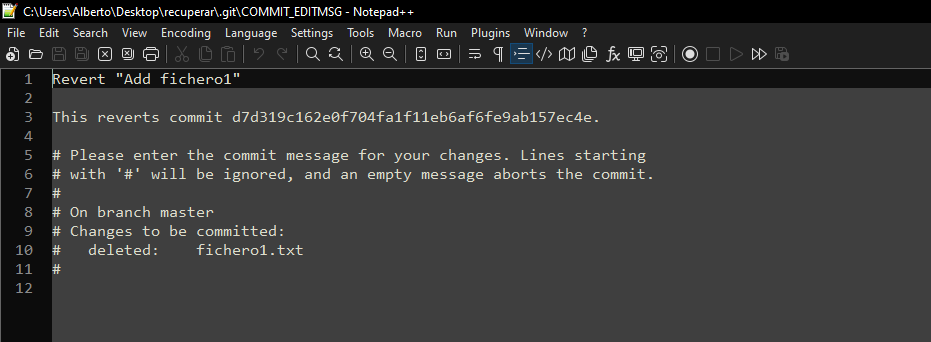 C:\Users\Alberto\Desktop\recuperar\.git\COMMIT_EDITMSG - Notepad++
File Edit Search View Encoding Language Settings Tools Macro Run Plugins Window ?
1 Revert "Add fichero1"
2
3 This reverts commit d7d319c162e0f704fa1f11eb6af6fe9ab157ec4e.
4
5 # Please enter the commit message for your changes. Lines starting
6 # with '#' will be ignored, and an empty message aborts the commit.
7 #
8 # On branch master
9 # Changes to be committed:
10 #	deleted:    fichero1.txt
11 #
12